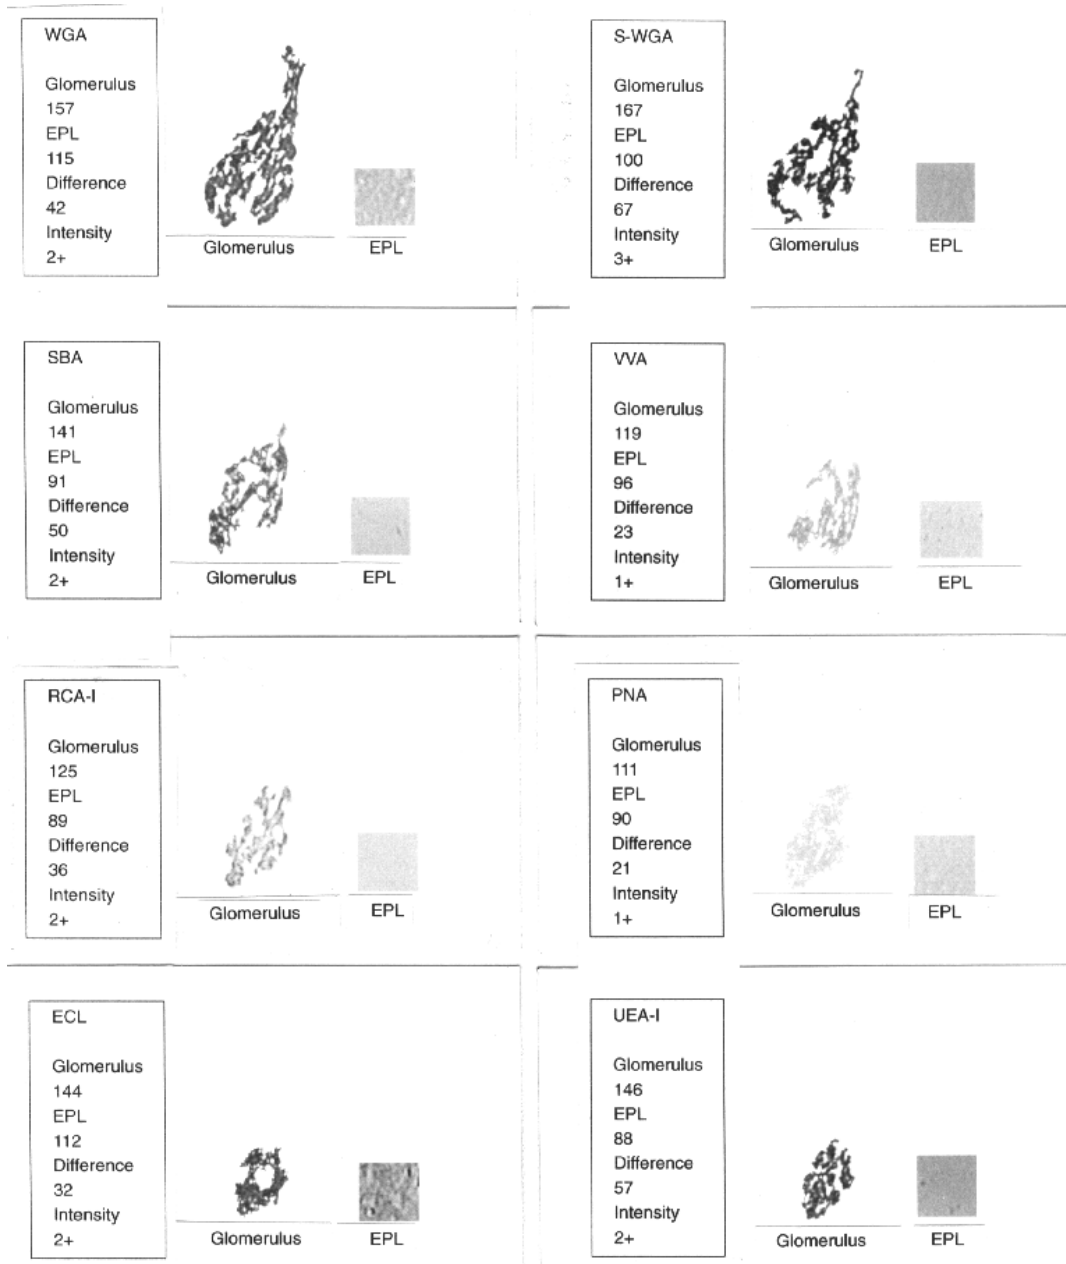 WGA
Glomerulus
157
EPL
115
Difference
42
Intensity
2+
Glomerulus
EPL
S-WGA
Glomerulus
167
EPL
100
Difference
67
Intensity
3+
Glomerulus
EPL
SBA
Glomerulus
141
EPL
91
Difference
50
Intensity
2+
Glomerulus
EPL
VVA
Glomerulus
119
EPL
96
Difference
23
Intensity
1+
Glomerulus
EPL
RCA-I
Glomerulus
125
EPL
89
Difference
36
Intensity
2+
Glomerulus
EPL
PNA
Glomerulus
111
EPL
90
Difference
21
Intensity
1+
Glomerulus
EPL
ECL
Glomerulus
144
EPL
112
Difference
32
Intensity
2+
Glomerulus
EPL
UEA-I
Glomerulus
146
EPL
88
Difference
57
Intensity
2+
Glomerulus
EPL